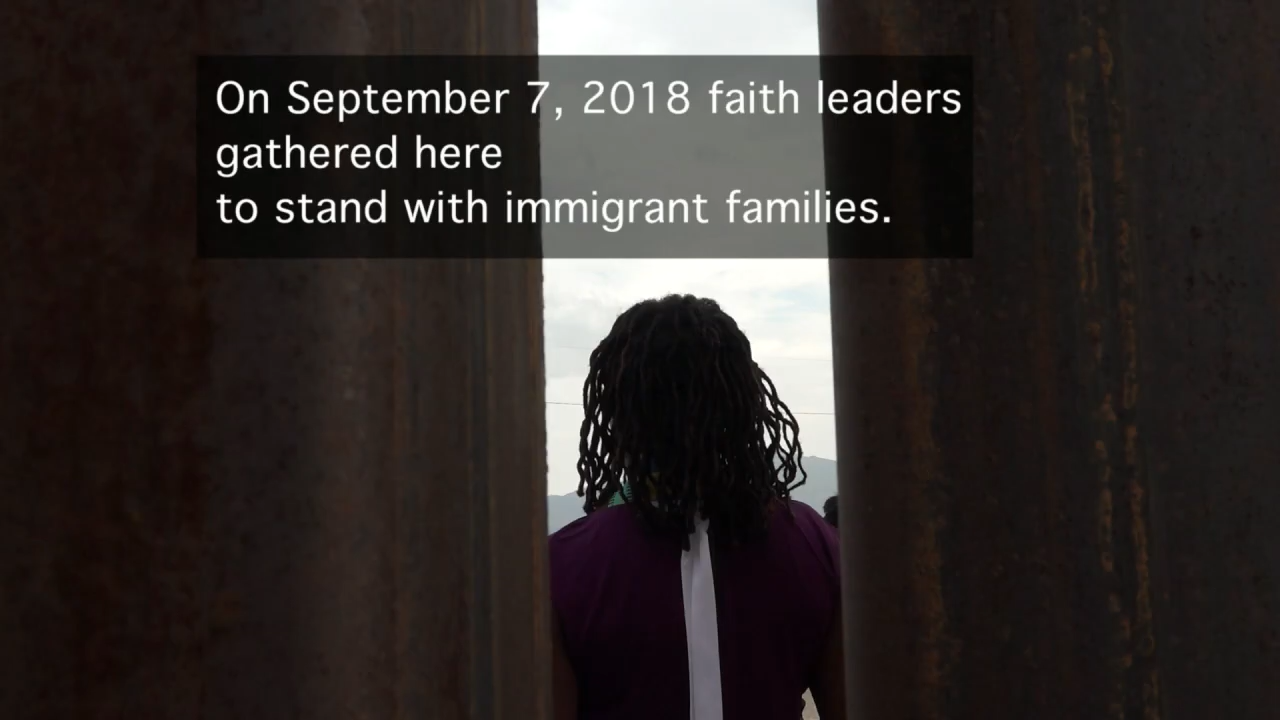 On September 7, 2018 faith leaders
gathered here
to stand with immigrant families.